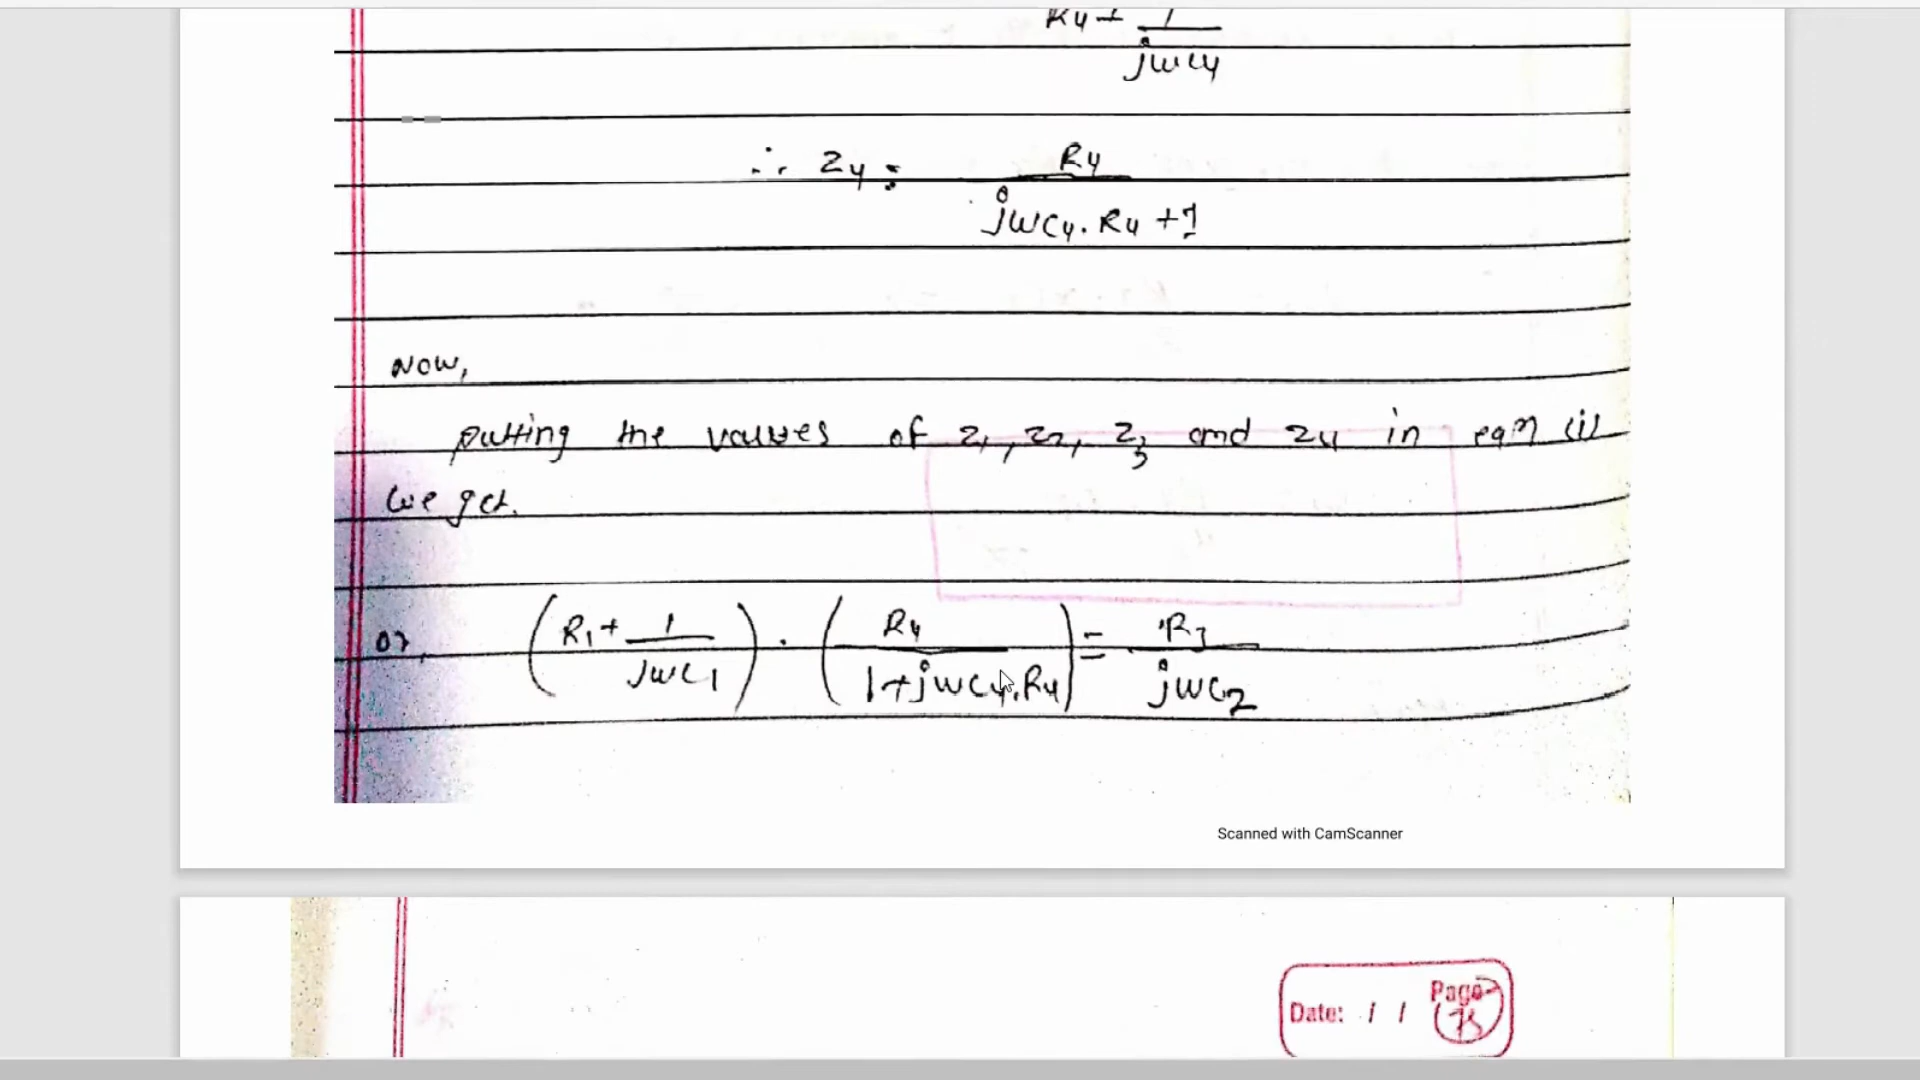 R4 + 1
jωC4
∴ Z4 = R4
jωC4. R4 + 1
Now,
putting the values of Z1, Z2, Z3 and Z4 in eqn (i)
we get.
or, (R1 + 1/jωC1) . (R4/1+jωC4.R4) = R3/jωC2
Scanned with CamScanner
Page
Date: / / 75